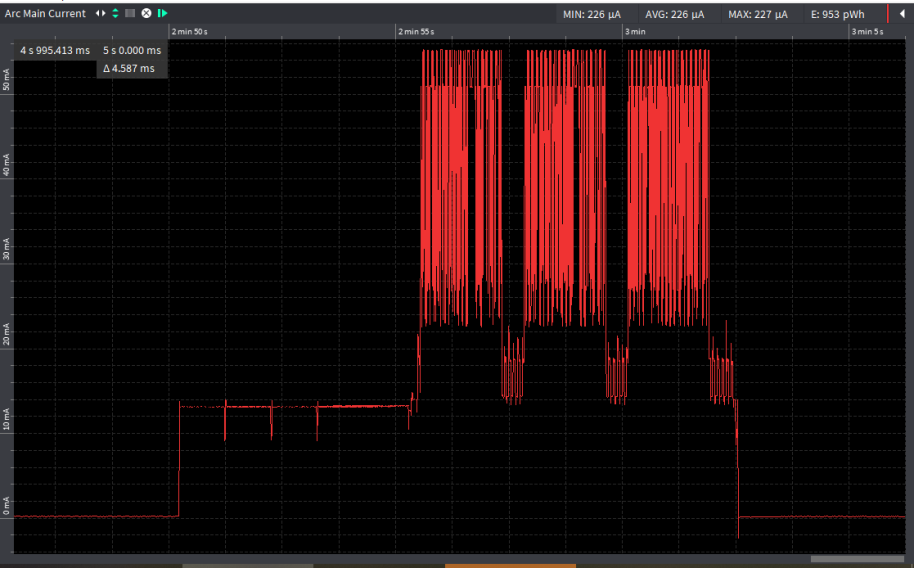 Arc Main Current
MIN: 226 µA AVG: 226 µA MAX: 227 µA E: 953 pWh
2 min 50 s 2 min 55 s 3 min 3 min 5 s
4 s 995.413 ms 5 s 0.000 ms
Δ 4.587 ms
50 mA
40 mA
30 mA
20 mA
10 mA
0 mA